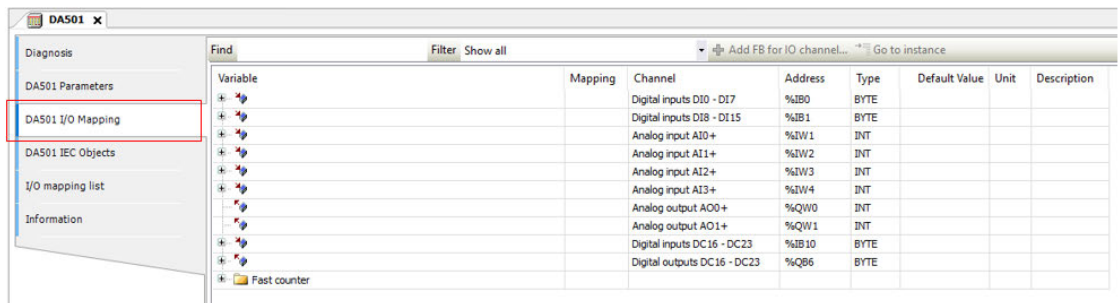 DA501 X
Diagnosis
DA501 Parameters
DA501 I/O Mapping
DA501 IEC Objects
I/O mapping list
Information
Find Filter Show all Add FB for IO channel... Go to instance
Variable Mapping Channel Address Type Default Value Unit Description
Digital inputs DI0 - DI7 %IB0 BYTE
Digital inputs DI8 - DI15 %IB1 BYTE
Analog input AI0+ %IW1 INT
Analog input AI1+ %IW2 INT
Analog input AI2+ %IW3 INT
Analog input AI3+ %IW4 INT
Analog output AO0+ %QW0 INT
Analog output AO1+ %QW1 INT
Digital inputs DC16 - DC23 %IB10 BYTE
Digital outputs DC16 - DC23 %QB6 BYTE
Fast counter